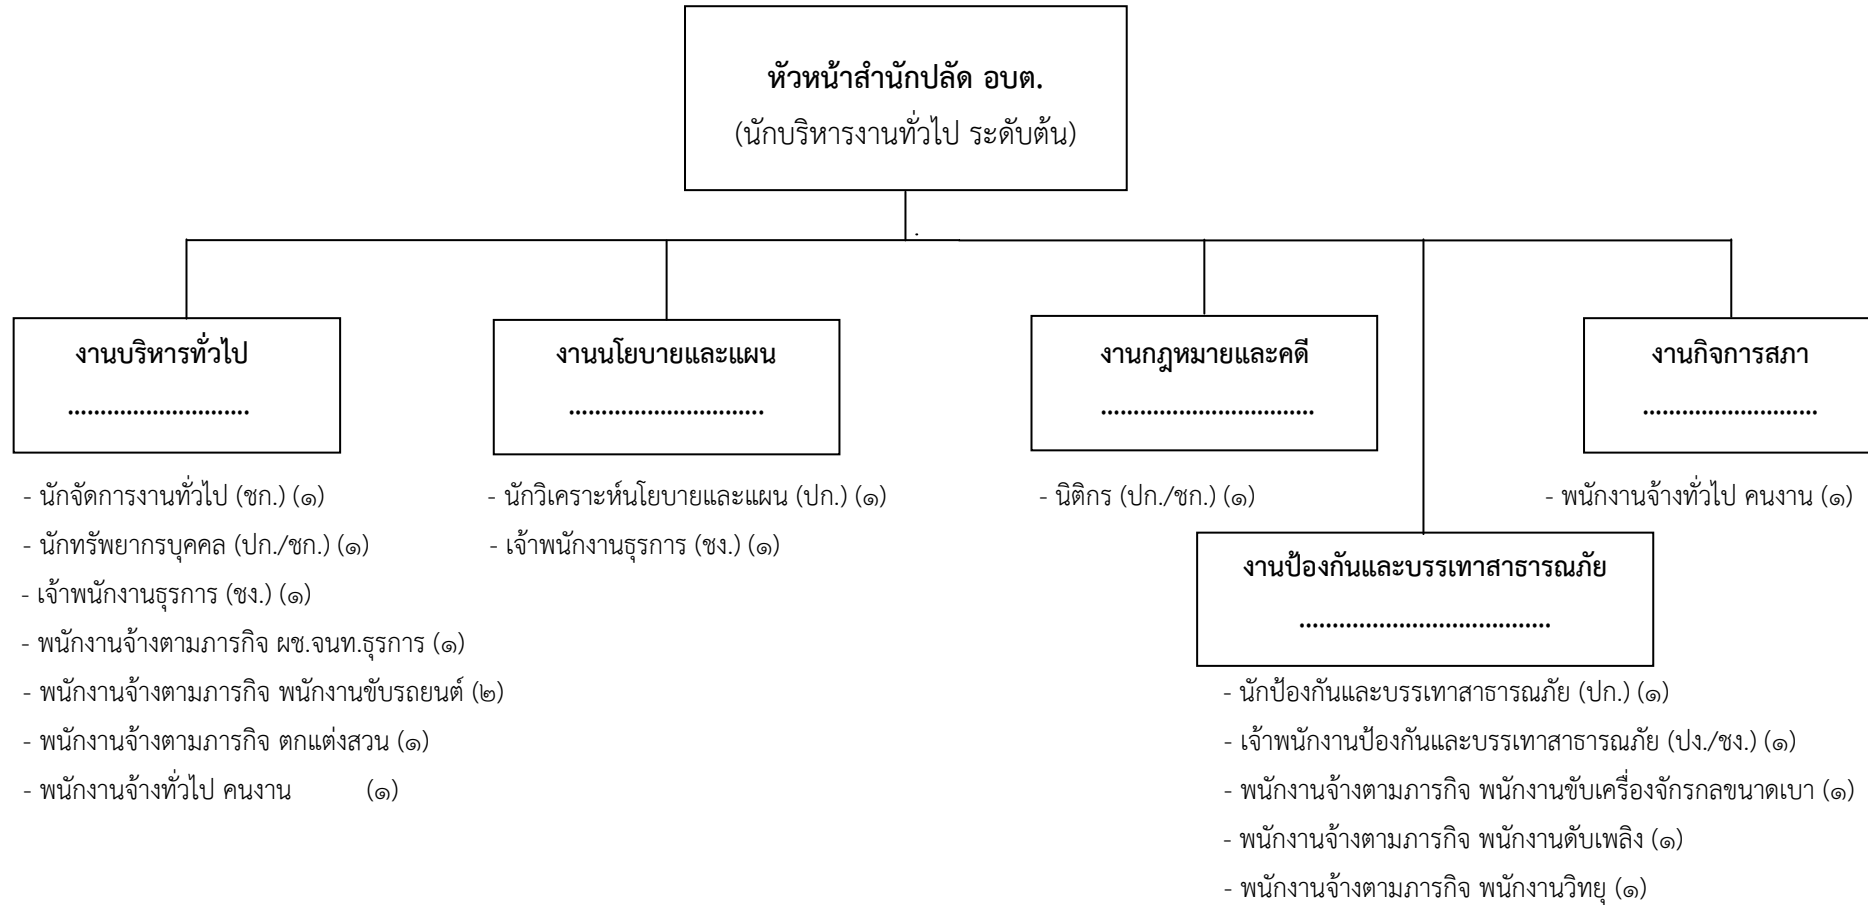 หัวหน้าสำนักปลัด อบต.
(นักบริหารงานทั่วไป ระดับต้น)
งานบริหารทั่วไป
............................
- นักจัดการงานทั่วไป (ชก.) (๑)
- นักทรัพยากรบุคคล (ปก./ชก.) (๑)
- เจ้าพนักงานธุรการ (ชง.) (๑)
- พนักงานจ้างตามภารกิจ ผช.จนท.ธุรการ (๑)
- พนักงานจ้างตามภารกิจ พนักงานขับรถยนต์ (๒)
- พนักงานจ้างตามภารกิจ ตกแต่งสวน (๑)
- พนักงานจ้างทั่วไป คนงาน (๑)
งานนโยบายและแผน
..............................
- นักวิเคราะห์นโยบายและแผน (ปก.) (๑)
- เจ้าพนักงานธุรการ (ชง.) (๑)
งานกฎหมายและคดี
.................................
- นิติกร (ปก./ชก.) (๑)
งานกิจการสภา
...........................
- พนักงานจ้างทั่วไป คนงาน (๑)
งานป้องกันและบรรเทาสาธารณภัย
.......................................
- นักป้องกันและบรรเทาสาธารณภัย (ปก.) (๑)
- เจ้าพนักงานป้องกันและบรรเทาสาธารณภัย (ปง./ชง.) (๑)
- พนักงานจ้างตามภารกิจ พนักงานขับเครื่องจักรกลขนาดเบา (๑)
- พนักงานจ้างตามภารกิจ พนักงานดับเพลิง (๑)
- พนักงานจ้างตามภารกิจ พนักงานวิทยุ (๑)